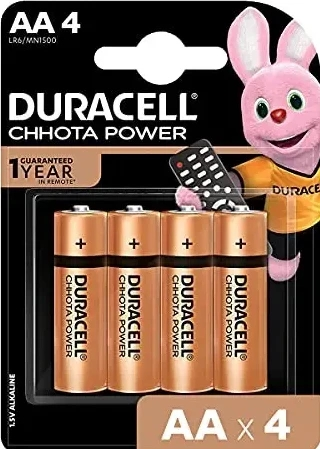 AA 4
LR6/MN1500
DURACELL®
CHHOTA POWER
1 GUARANTEED
YEAR
IN REMOTE*
DURACE
+ + + +
DURACELL®
CHHOTA POWER
DURACELL®
CHHOTA POWER
DURACELL®
CHHOTA POWER
DURACELL®
CHHOTA POWER
1.5V ALKALINE
AA x 4